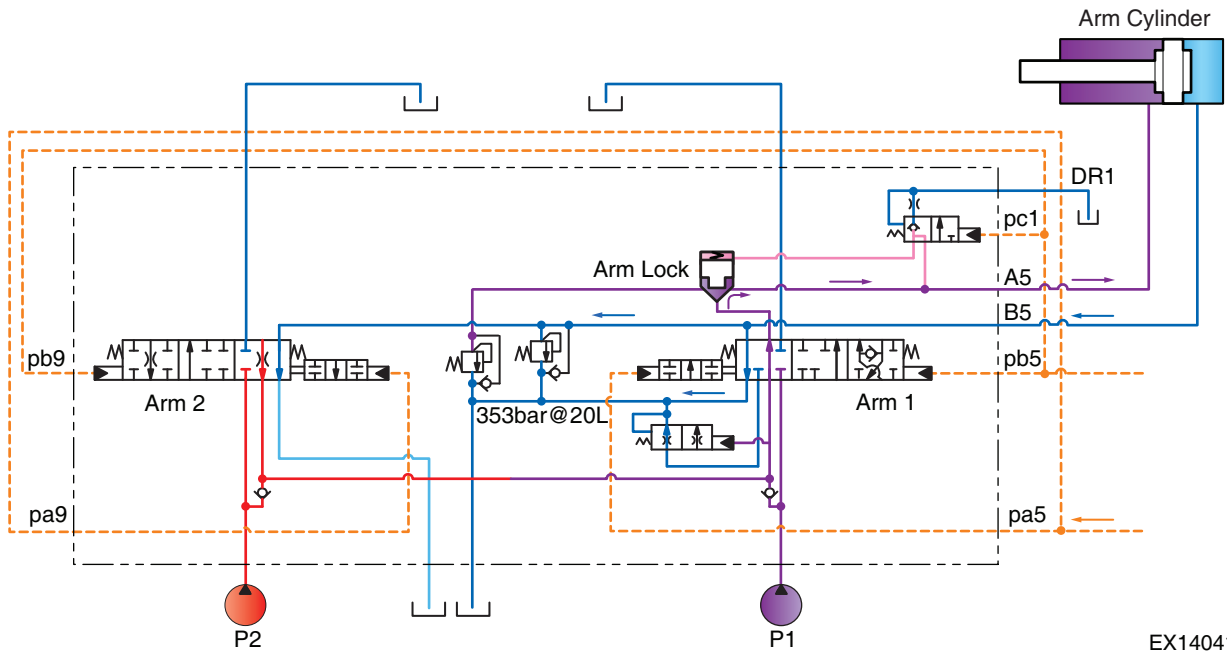 Arm Cylinder
DR1
pc1
Arm Lock
A5
B5
pb9
pb5
Arm 2
353bar@20L
Arm 1
pa9
pa5
P2
P1